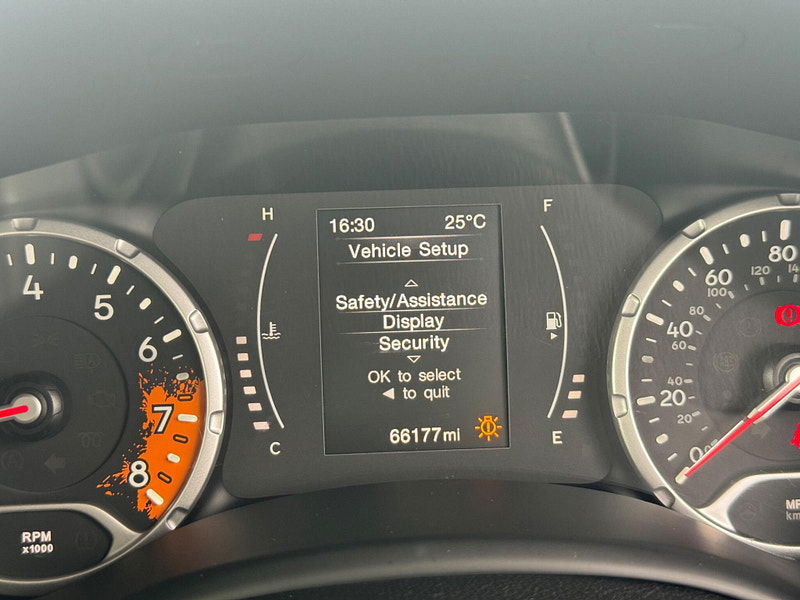 H
F
16:30 25°C
Vehicle Setup
Safety/Assistance
Display
Security
OK to select
◄ to quit
66177mi
C
E
4
5
6
7
8
RPM
x1000
0
20
40
60
80
20
40
60
100
120